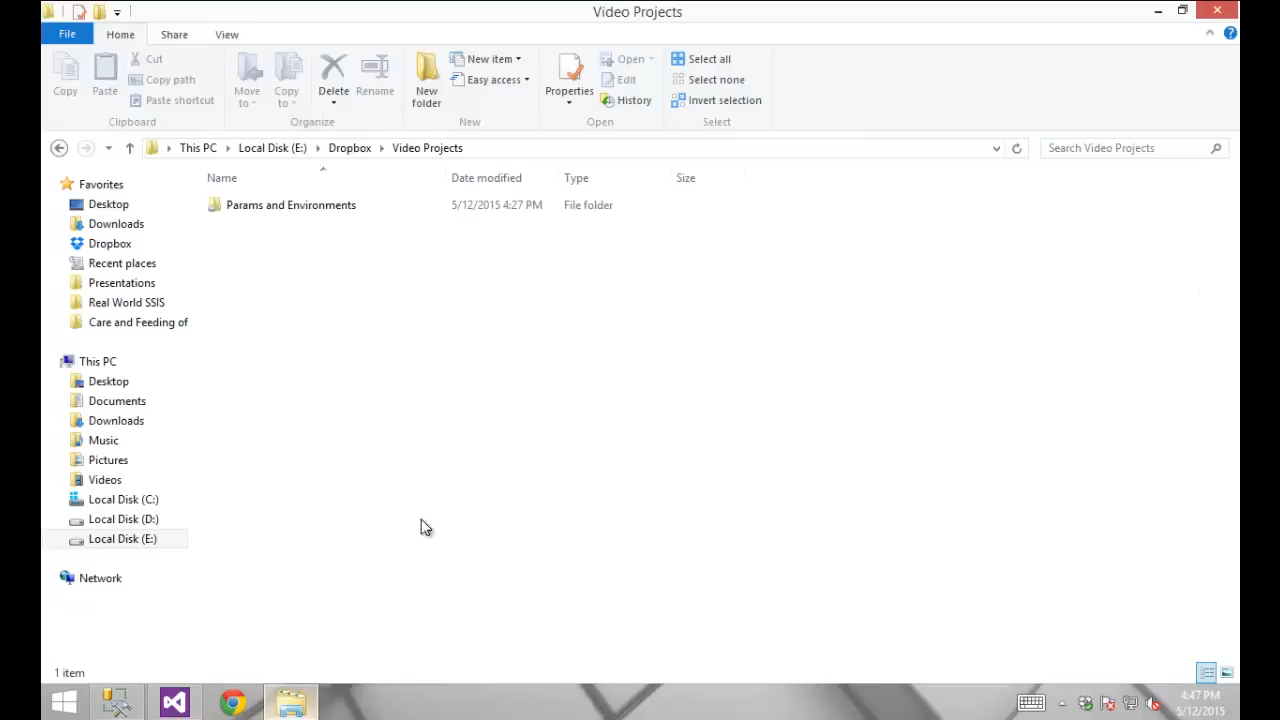 Video Projects
File Home Share View
Copy
Paste
Cut
Copy path
Paste shortcut
Clipboard
Move to
Copy to
Delete
Rename
Organize
New folder
New item
Easy access
New
Properties
Open
Edit
History
Open
Select all
Select none
Invert selection
Select
This PC Local Disk (E:) Dropbox Video Projects
Search Video Projects
Favorites
Desktop
Downloads
Dropbox
Recent places
Presentations
Real World SSIS
Care and Feeding of
This PC
Desktop
Documents
Downloads
Music
Pictures
Videos
Local Disk (C:)
Local Disk (D:)
Local Disk (E:)
Network
Name Date modified Type Size
Params and Environments 5/12/2015 4:27 PM File folder
1 item
4:47 PM
5/12/2015